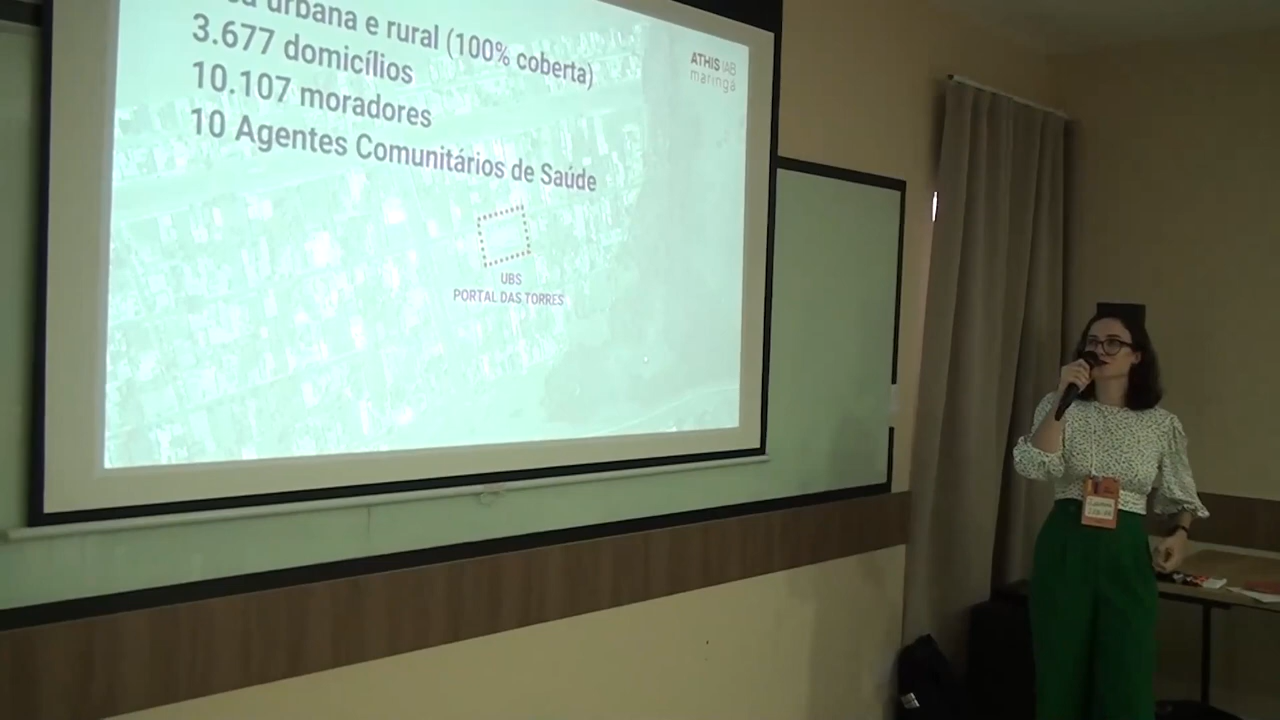 urbana e rural (100% coberta)
3.677 domicílios
10.107 moradores
10 Agentes Comunitários de Saúde
ATHIS IAB
maringá
UBS
PORTAL DAS TORRES